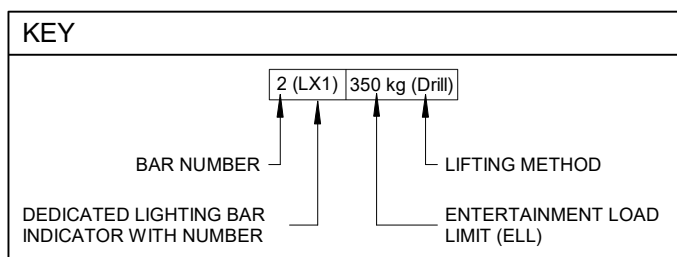 KEY
2 (LX1) 350 kg (Drill)
BAR NUMBER
LIFTING METHOD
DEDICATED LIGHTING BAR
INDICATOR WITH NUMBER
ENTERTAINMENT LOAD
LIMIT (ELL)